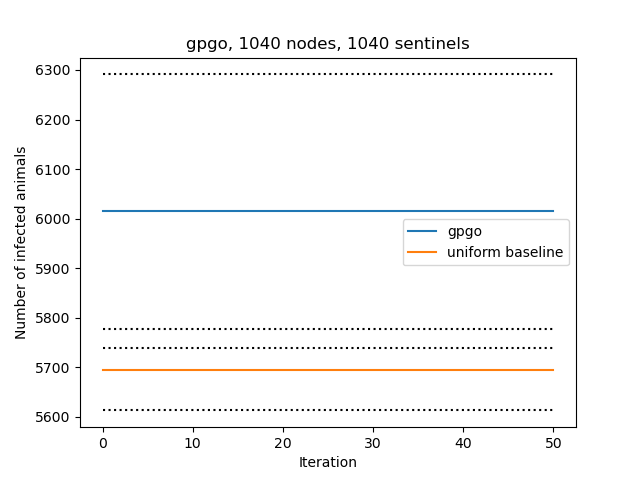 gpgo, 1040 nodes, 1040 sentinels
6300
6200
6100
6000
5900
5800
5700
5600
Number of infected animals
gpgo
uniform baseline
0 10 20 30 40 50
Iteration